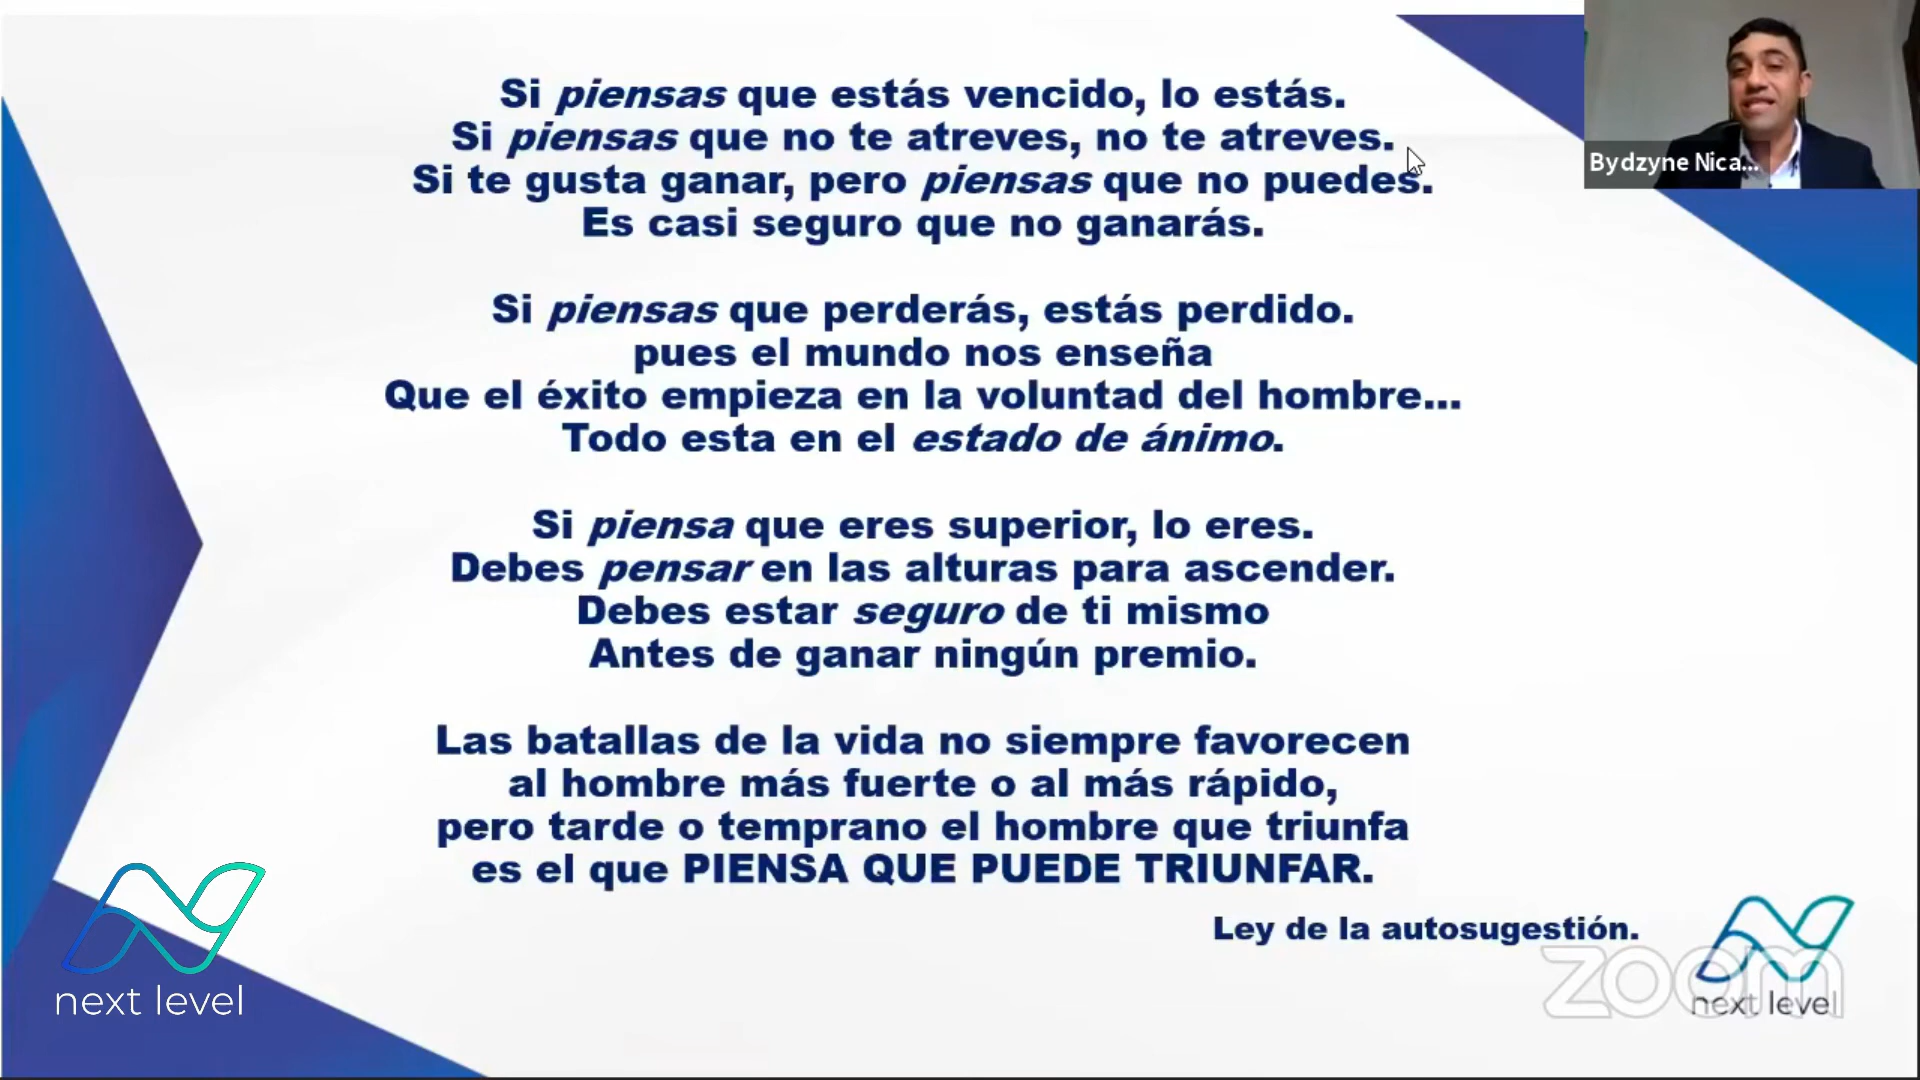 Si piensas que estás vencido, lo estás.
Si piensas que no te atreves, no te atreves.
Si te gusta ganar, pero piensas que no puedes.
Es casi seguro que no ganarás.
Si piensas que perderás, estás perdido.
pues el mundo nos enseña
Que el éxito empieza en la voluntad del hombre...
Todo esta en el estado de ánimo.
Si piensa que eres superior, lo eres.
Debes pensar en las alturas para ascender.
Debes estar seguro de ti mismo
Antes de ganar ningún premio.
Las batallas de la vida no siempre favorecen
al hombre más fuerte o al más rápido,
pero tarde o temprano el hombre que triunfa
es el que PIENSA QUE PUEDE TRIUNFAR.
Ley de la autosugestión.
Bydzyne Nica...
next level
zoom
next level